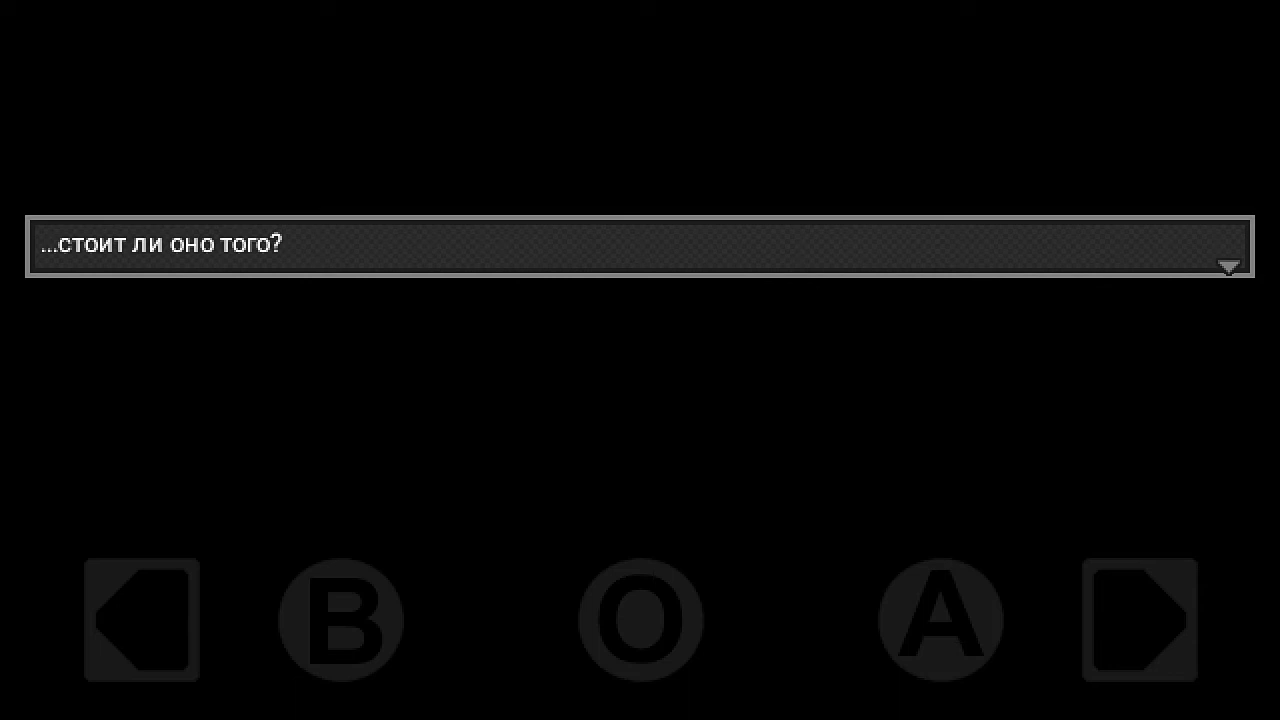 ...стоит ли оно того?
B O A